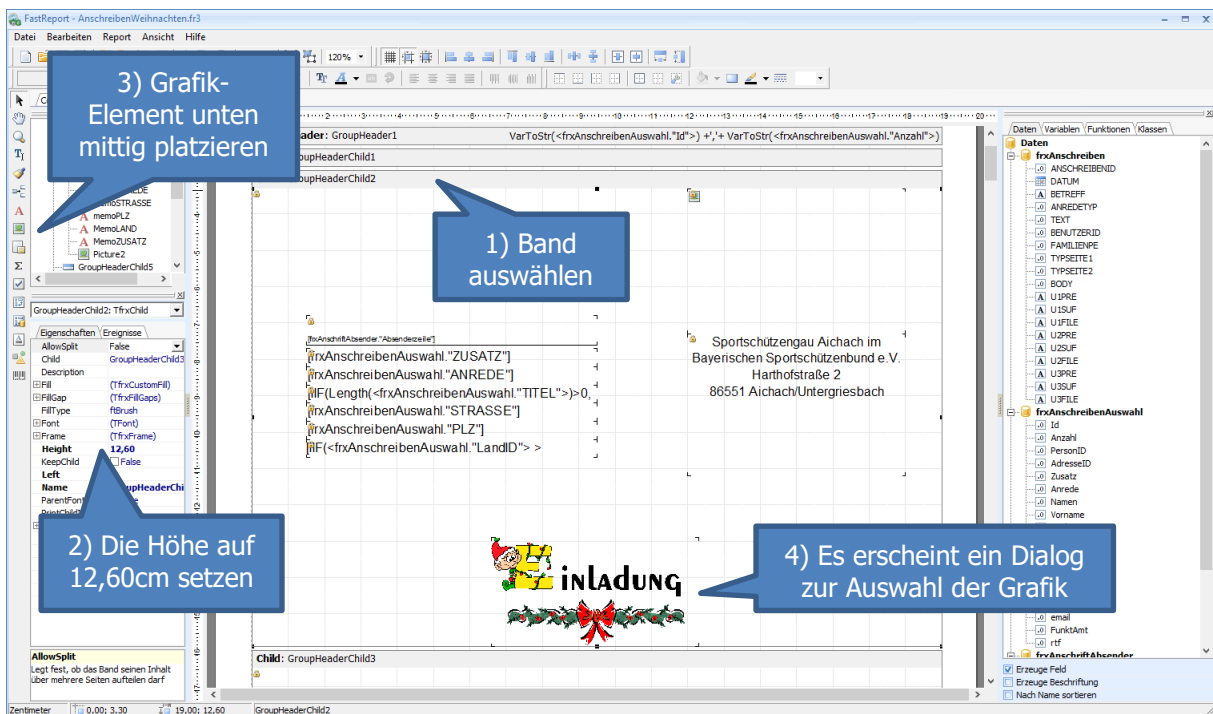 FastReport - AnschreibenWeihnachten.fr3
Datei Bearbeiten Report Ansicht Hilfe
120%
3) Grafik-
Element unten
mittig platzieren
Header: GroupHeader1
VarToStr(<frxAnschreibenAuswahl."Id">) +','+ VarToStr(<frxAnschreibenAuswahl."Anzahl">)
GroupHeaderChild1
GroupHeaderChild2
1) Band
auswählen
MemoSTRASSE
memoPLZ
MemoLAND
MemoZUSATZ
Picture2
GroupHeaderChild5
GroupHeaderChild2: TfrxChild
Eigenschaften Ereignisse
AllowSplit False
Child GroupHeaderChild3
Description
Fill (TfrxCustomFill)
FillGap (TfrxFillGaps)
FillType ftBrush
Font (TFont)
Frame (TfrxFrame)
Height 12,60
KeepChild False
Left
Name
ParentFont
2) Die Höhe auf
12,60cm setzen
AllowSplit
Legt fest, ob das Band seinen Inhalt
über mehrere Seiten aufteilen darf
[frxAnschriftAbsender."Absenderzeile"]
[frxAnschreibenAuswahl."ZUSATZ"]
[frxAnschreibenAuswahl."ANREDE"]
[IIF(Length(<frxAnschreibenAuswahl."TITEL">)>0,
[frxAnschreibenAuswahl."STRASSE"]
[frxAnschreibenAuswahl."PLZ"]
[IIF(<frxAnschreibenAuswahl."LandID"> >
Sportschützengau Aichach im
Bayerischen Sportschützenbund e.V.
Harthofstraße 2
86551 Aichach/Untergriesbach
Einladung
4) Es erscheint ein Dialog
zur Auswahl der Grafik
Child: GroupHeaderChild3
Daten Variablen Funktionen Klassen
Daten
frxAnschreiben
ANSCHREIBENID
DATUM
BETREFF
ANREDETYP
TEXT
BENUTZERID
FAMILIENPE
TYPSEITE1
TYPSEITE2
BODY
U1PRE
U1SUF
U1FILE
U2PRE
U2SUF
U2FILE
U3PRE
U3SUF
U3FILE
frxAnschreibenAuswahl
Id
Anzahl
PersonID
AdresseID
Zusatz
Anrede
Namen
Vorname
email
FunktAmt
rtf
frxAnschriftAbsender
Erzeuge Feld
Erzeuge Beschriftung
Nach Name sortieren
Zentimeter 0,00; 3,30 19,00; 12,60 GroupHeaderChild2